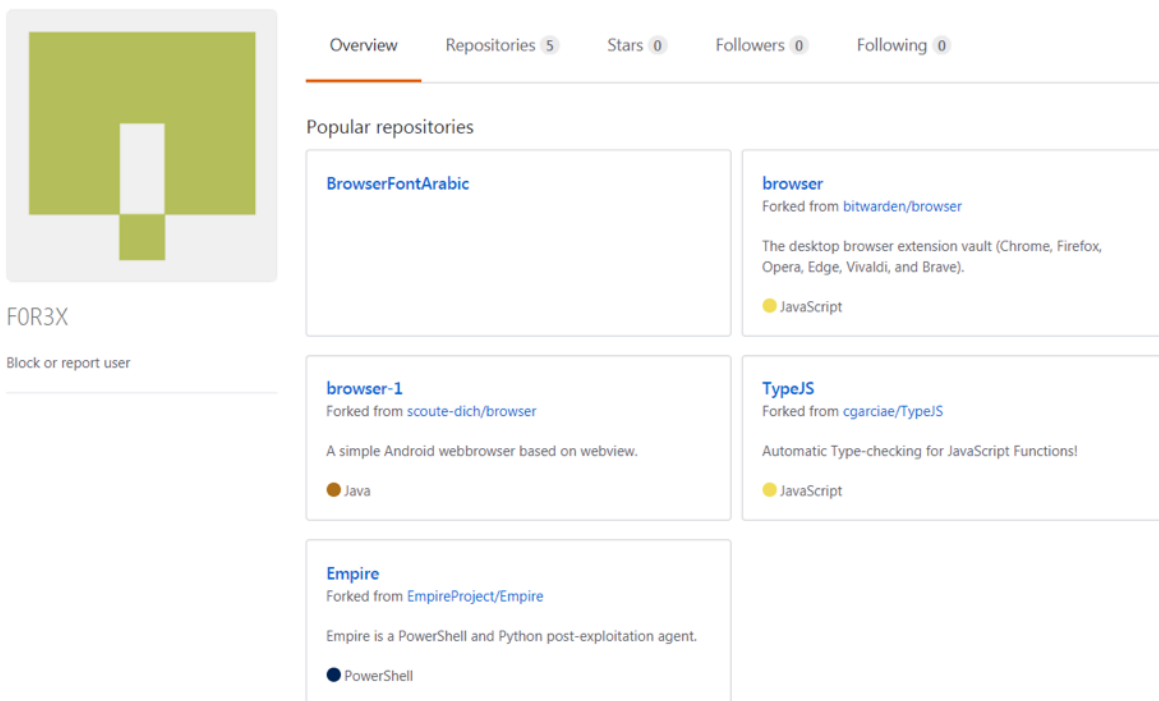 Overview Repositories 5 Stars 0 Followers 0 Following 0
Popular repositories
BrowserFontArabic
browser
Forked from bitwarden/browser
The desktop browser extension vault (Chrome, Firefox,
Opera, Edge, Vivaldi, and Brave).
JavaScript
F0R3X
Block or report user
browser-1
Forked from scoute-dich/browser
A simple Android webbrowser based on webview.
Java
TypeJS
Forked from cgarciae/TypeJS
Automatic Type-checking for JavaScript Functions!
JavaScript
Empire
Forked from EmpireProject/Empire
Empire is a PowerShell and Python post-exploitation agent.
PowerShell